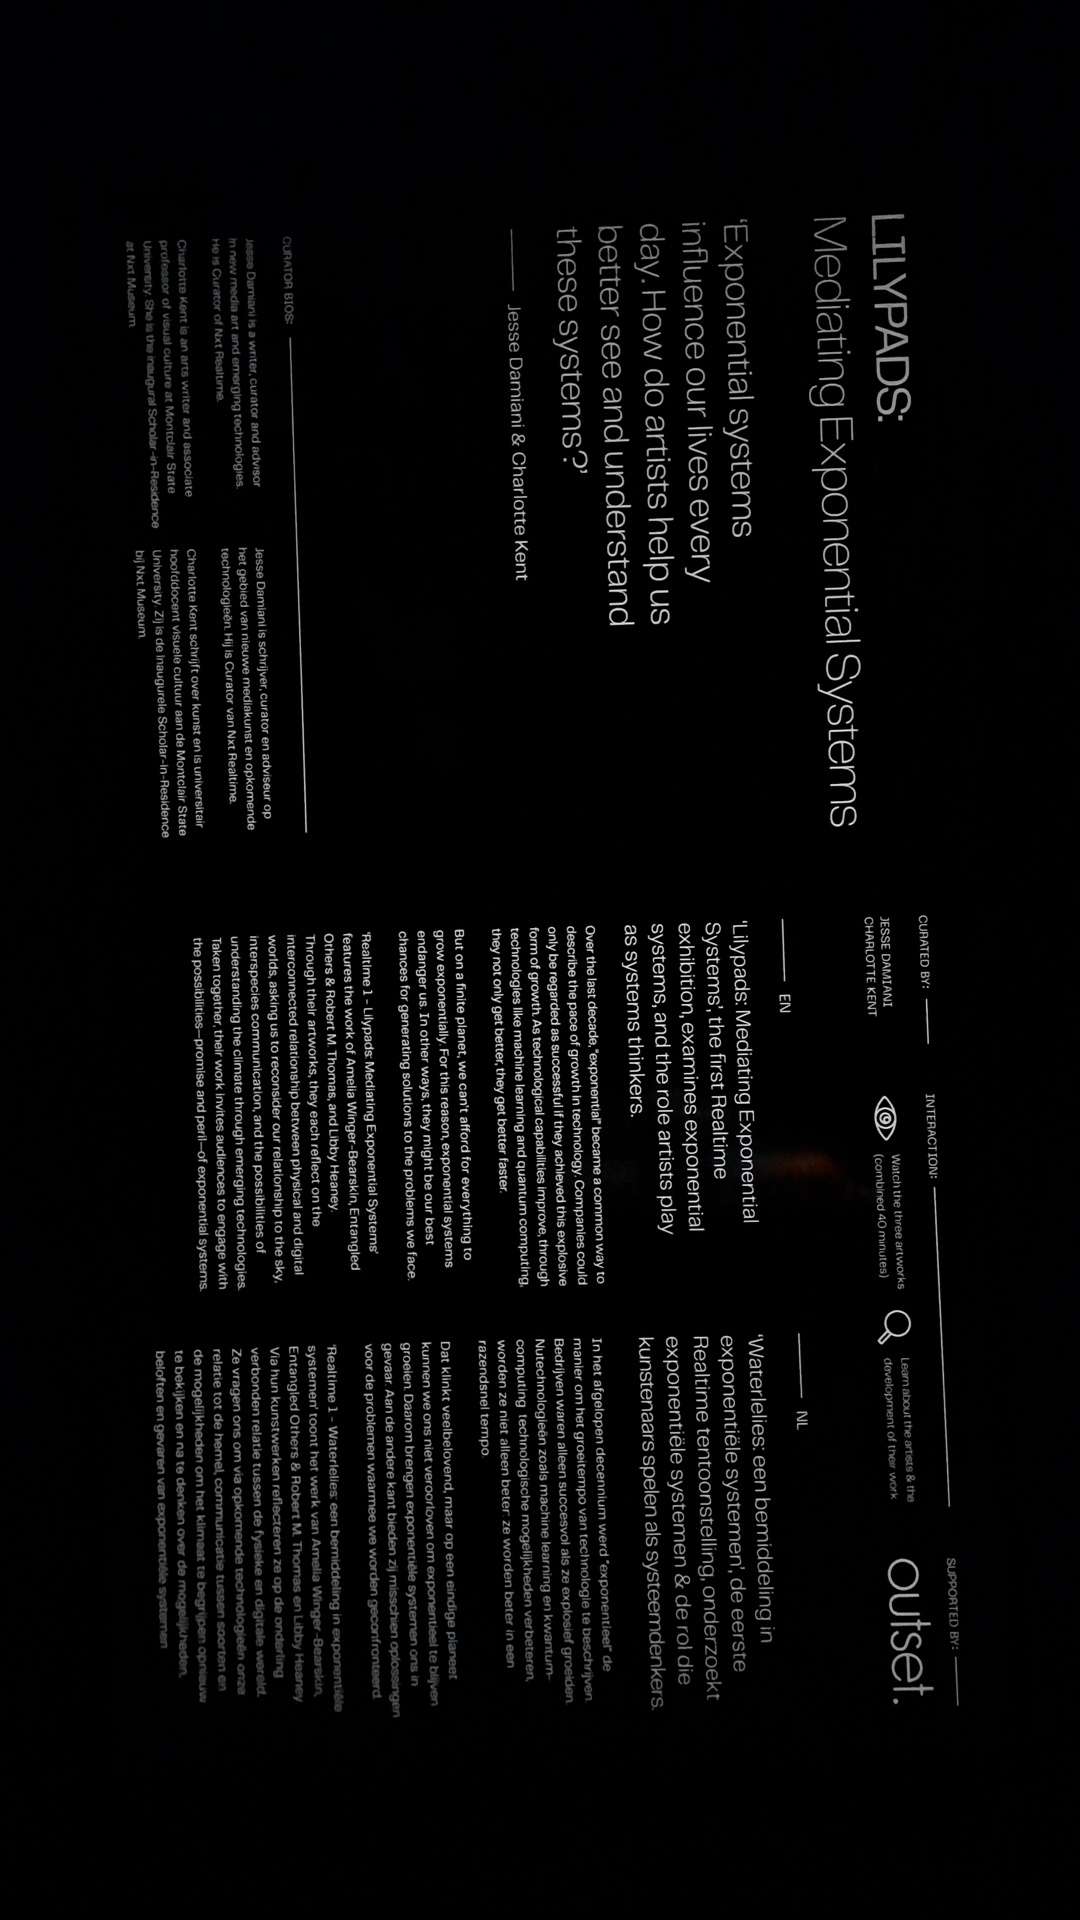 LILYPADS:
Mediating Exponential Systems
'Exponential systems
influence our lives every
day. How do artists help us
better see and understand
these systems?'
Jesse Damiani & Charlotte Kent
CURATOR BIOS:
Jesse Damiani is a writer, curator and advisor
in new media art and emerging technologies.
He is Curator of Nxt Realtime.
Charlotte Kent is an arts writer and associate
professor of visual culture at Montclair State
University. She is the inaugural Scholar-in-Residence
at Nxt Museum.
Jesse Damiani is schrijver, curator en adviseur op
het gebied van nieuwe mediakunst en opkomende
technologieën. Hij is Curator van Nxt Realtime.
Charlotte Kent schrijft over kunst en is universitair
hoofddocent visuele cultuur aan de Montclair State
University. Zij is de inaugurele Scholar-in-Residence
bij Nxt Museum.
CURATED BY:
JESSE DAMIANI
CHARLOTTE KENT
INTERACTION:
Watch the three artworks
(combined 40 minutes)
Learn about the artists & the
development of their work
SUPPORTED BY:
outset.
EN
'Lilypads: Mediating Exponential
Systems', the first Realtime
exhibition, examines exponential
systems, and the role artists play
as systems thinkers.
Over the last decade, "exponential" became a common way to
describe the pace of growth in technology. Companies could
only be regarded as successful if they achieved this explosive
form of growth. As technological capabilities improve, through
technologies like machine learning and quantum computing,
they not only get better, they get better faster.
But on a finite planet, we can't afford for everything to
grow exponentially. For this reason, exponential systems
endanger us. In other ways, they might be our best
chances for generating solutions to the problems we face.
'Realtime 1 - Lilypads: Mediating Exponential Systems'
features the work of Amelia Winger-Bearskin, Entangled
Others & Robert M. Thomas, and Libby Heaney.
Through their artworks, they each reflect on the
interconnected relationship between physical and digital
worlds, asking us to reconsider our relationship to the sky,
interspecies communication, and the possibilities of
understanding the climate through emerging technologies.
Taken together, their work invites audiences to engage with
the possibilities—promise and peril—of exponential systems.
NL
'Waterlelies: een bemiddeling in
exponentiële systemen', de eerste
Realtime tentoonstelling, onderzoekt
exponentiële systemen & de rol die
kunstenaars spelen als systeemdenkers.
In het afgelopen decennium werd "exponentieel" de
manier om het groeitempo van technologie te beschrijven.
Bedrijven waren alleen succesvol als ze explosief groeiden.
Nutechnologieën zoals machine learning en kwantum-
computing technologische mogelijkheden verbeteren,
worden ze niet alleen beter: ze worden beter in een
razendsnel tempo.
Dat klinkt veelbelovend, maar op een eindige planeet
kunnen we ons niet veroorloven om exponentieel te blijven
groeien. Daarom brengen exponentiële systemen ons in
gevaar. Aan de andere kant bieden zij misschien oplossingen
voor de problemen waarmee we worden geconfronteerd.
'Realtime 1 - Waterlelies: een bemiddeling in exponentiële
systemen' toont het werk van Amelia Winger-Bearskin,
Entangled Others & Robert M. Thomas en Libby Heaney.
Via hun kunstwerken reflecteren ze op de onderling
verbonden relatie tussen de fysieke en digitale wereld.
Ze vragen ons om via opkomende technologieën onze
relatie tot de hemel, communicatie tussen soorten en
de mogelijkheden om het klimaat te begrijpen opnieuw
te bekijken en na te denken over de mogelijkheden,
beloften en gevaren van exponentiële systemen.